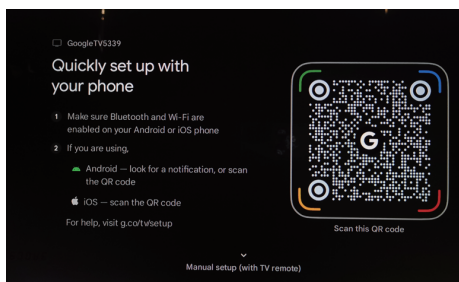 GoogleTV5339
Quickly set up with
your phone
1 Make sure Bluetooth and Wi-Fi are
enabled on your Android or iOS phone
2 If you are using,
Android — look for a notification, or scan
the QR code
iOS — scan the QR code
For help, visit g.co/tv/setup
G
Scan this QR code
Manual setup (with TV remote)